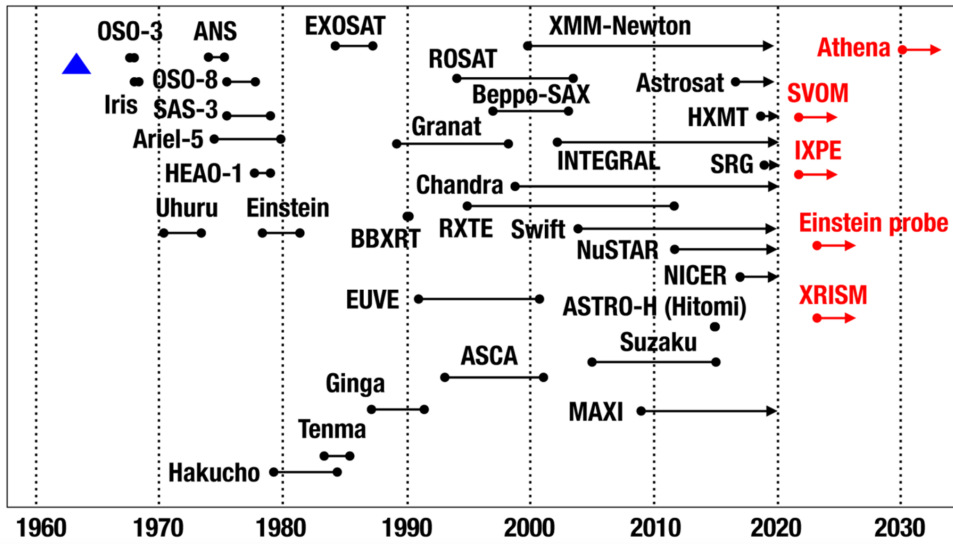 OSO-3
ANS
EXOSAT
XMM-Newton
Athena
ROSAT
OSO-8
Astrosat
Iris
SAS-3
Beppo-SAX
HXMT
SVOM
Ariel-5
Granat
INTEGRAL
SRG
IXPE
HEAO-1
Chandra
Uhuru
Einstein
BBXRT
RXTE
Swift
Einstein probe
NuSTAR
NICER
EUVE
ASTRO-H (Hitomi)
XRISM
Suzaku
ASCA
Ginga
MAXI
Tenma
Hakucho
1960 1970 1980 1990 2000 2010 2020 2030